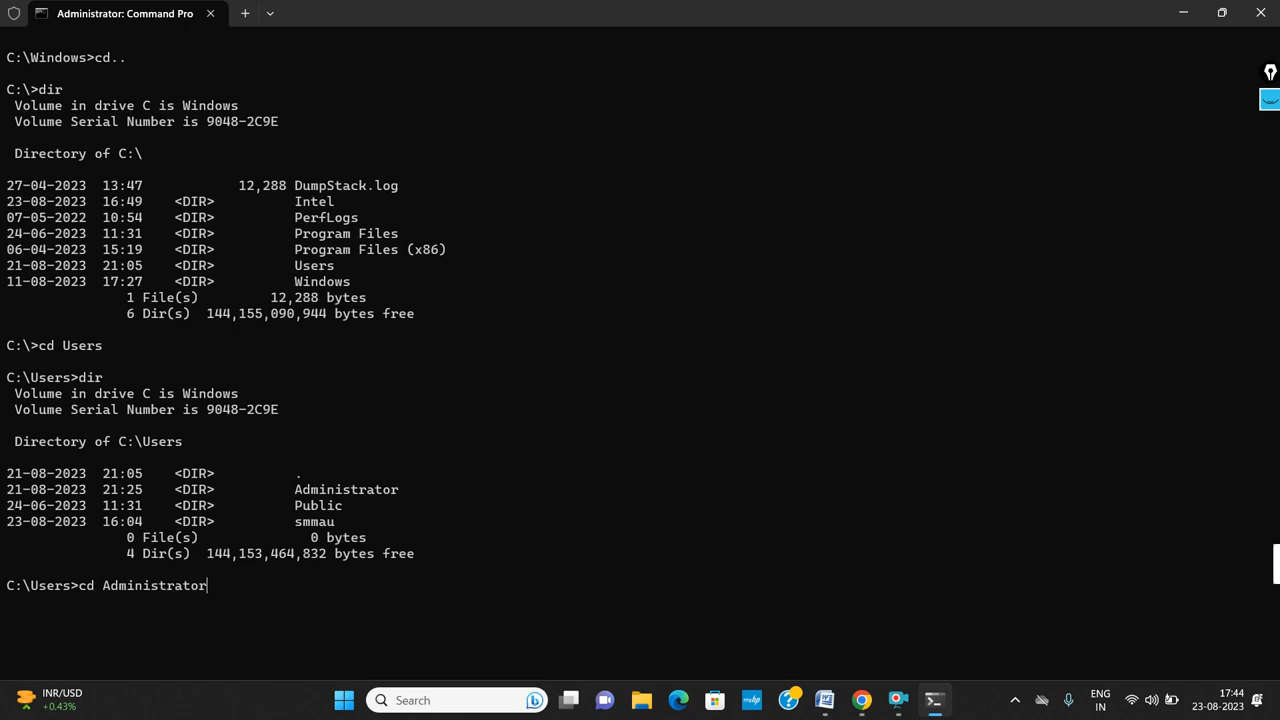 Administrator: Command Pro
C:\Windows>cd..
C:\>dir
 Volume in drive C is Windows
 Volume Serial Number is 9048-2C9E
 Directory of C:\
27-04-2023  13:47            12,288 DumpStack.log
23-08-2023  16:49    <DIR>          Intel
07-05-2022  10:54    <DIR>          PerfLogs
24-06-2023  11:31    <DIR>          Program Files
06-04-2023  15:19    <DIR>          Program Files (x86)
21-08-2023  21:05    <DIR>          Users
11-08-2023  17:27    <DIR>          Windows
               1 File(s)         12,288 bytes
               6 Dir(s)  144,155,090,944 bytes free
C:\>cd Users
C:\Users>dir
 Volume in drive C is Windows
 Volume Serial Number is 9048-2C9E
 Directory of C:\Users
21-08-2023  21:05    <DIR>          .
21-08-2023  21:25    <DIR>          Administrator
24-06-2023  11:31    <DIR>          Public
23-08-2023  16:04    <DIR>          smmau
               0 File(s)              0 bytes
               4 Dir(s)  144,153,464,832 bytes free
C:\Users>cd Administrator
INR/USD
+0.43%
Search
ENG
IN
17:44
23-08-2023